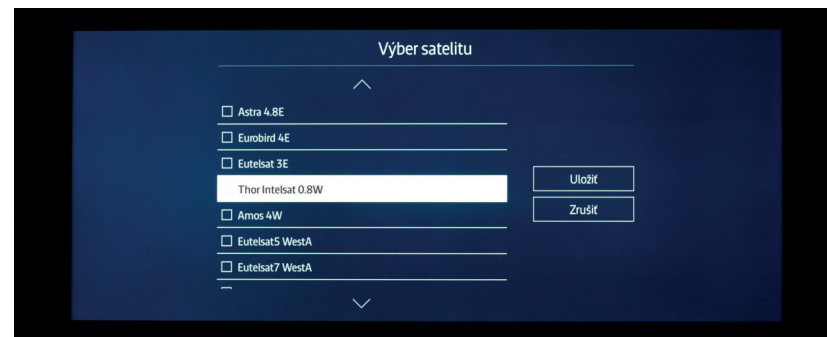 Výber satelitu
Astra 4.8E
Eurobird 4E
Eutelsat 3E
Thor Intelsat 0.8W
Amos 4W
Eutelsat5 WestA
Eutelsat7 WestA
Uložiť
Zrušiť